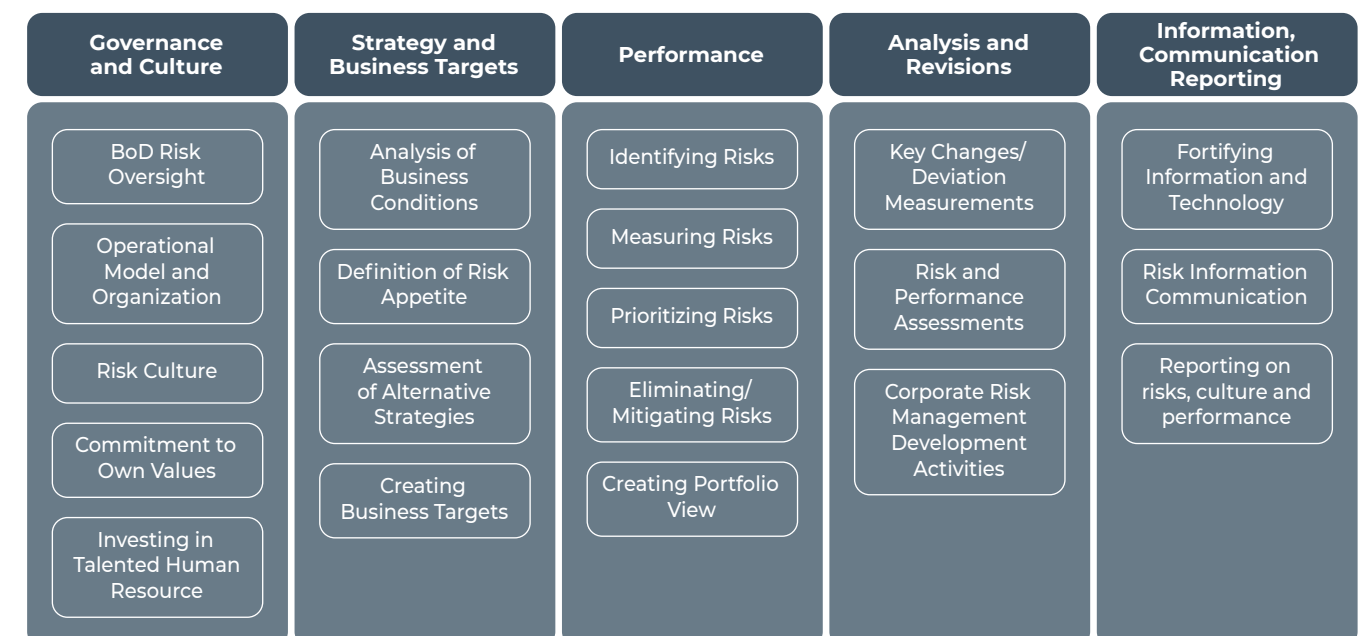 Governance
and Culture
BoD Risk
Oversight
Operational
Model and
Organization
Risk Culture
Commitment to
Own Values
Investing in
Talented Human
Resource
Strategy and
Business Targets
Analysis of
Business
Conditions
Definition of Risk
Appetite
Assessment
of Alternative
Strategies
Creating
Business Targets
Performance
Identifying Risks
Measuring Risks
Prioritizing Risks
Eliminating/
Mitigating Risks
Creating Portfolio
View
Analysis and
Revisions
Key Changes/
Deviation
Measurements
Risk and
Performance
Assessments
Corporate Risk
Management
Development
Activities
Information,
Communication
Reporting
Fortifying
Information and
Technology
Risk Information
Communication
Reporting on
risks, culture and
performance